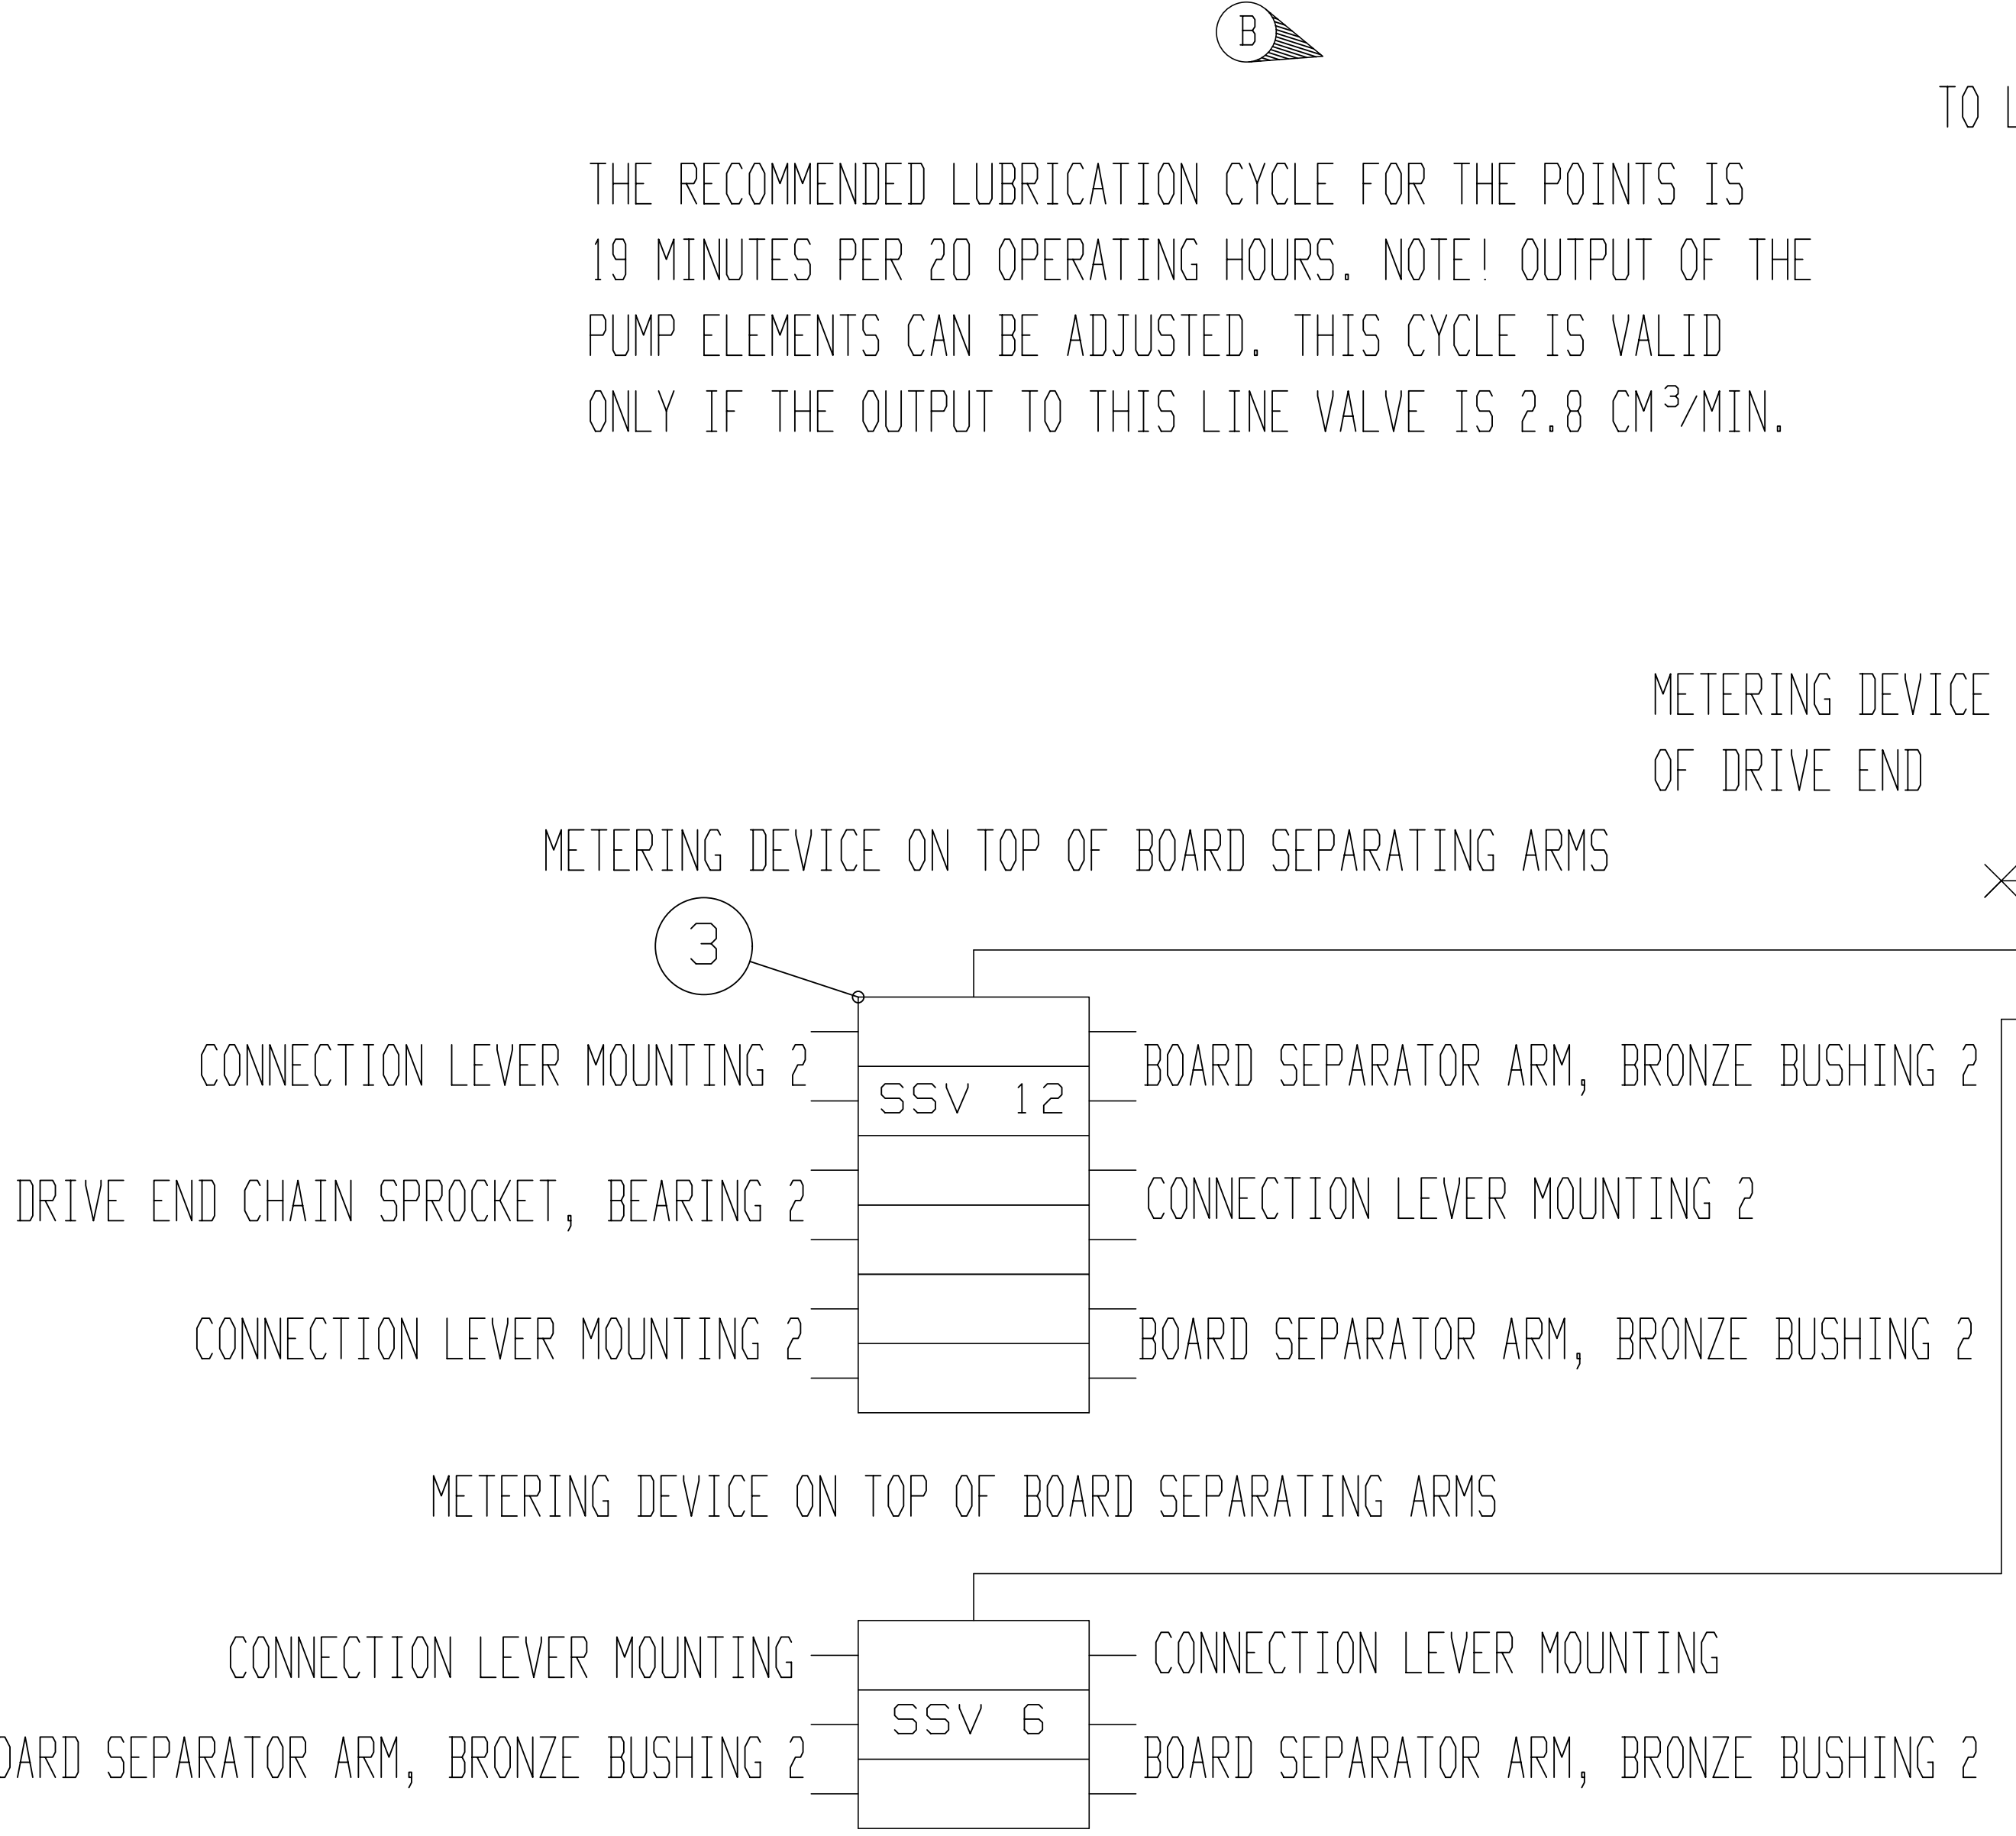 B
TO L
THE RECOMMENDED LUBRICATION CYCLE FOR THE POINTS IS
19 MINUTES PER 20 OPERATING HOURS. NOTE! OUTPUT OF THE
PUMP ELEMENTS CAN BE ADJUSTED. THIS CYCLE IS VALID
ONLY IF THE OUTPUT TO THIS LINE VALVE IS 2.8 CM³/MIN.
METERING DEVICE
OF DRIVE END
METERING DEVICE ON TOP OF BOARD SEPARATING ARMS
3
CONNECTION LEVER MOUNTING 2
BOARD SEPARATOR ARM, BRONZE BUSHING 2
SSV 12
DRIVE END CHAIN SPROCKET, BEARING 2
CONNECTION LEVER MOUNTING 2
CONNECTION LEVER MOUNTING 2
BOARD SEPARATOR ARM, BRONZE BUSHING 2
METERING DEVICE ON TOP OF BOARD SEPARATING ARMS
CONNECTION LEVER MOUNTING
CONNECTION LEVER MOUNTING
SSV 6
OARD SEPARATOR ARM, BRONZE BUSHING 2
BOARD SEPARATOR ARM, BRONZE BUSHING 2